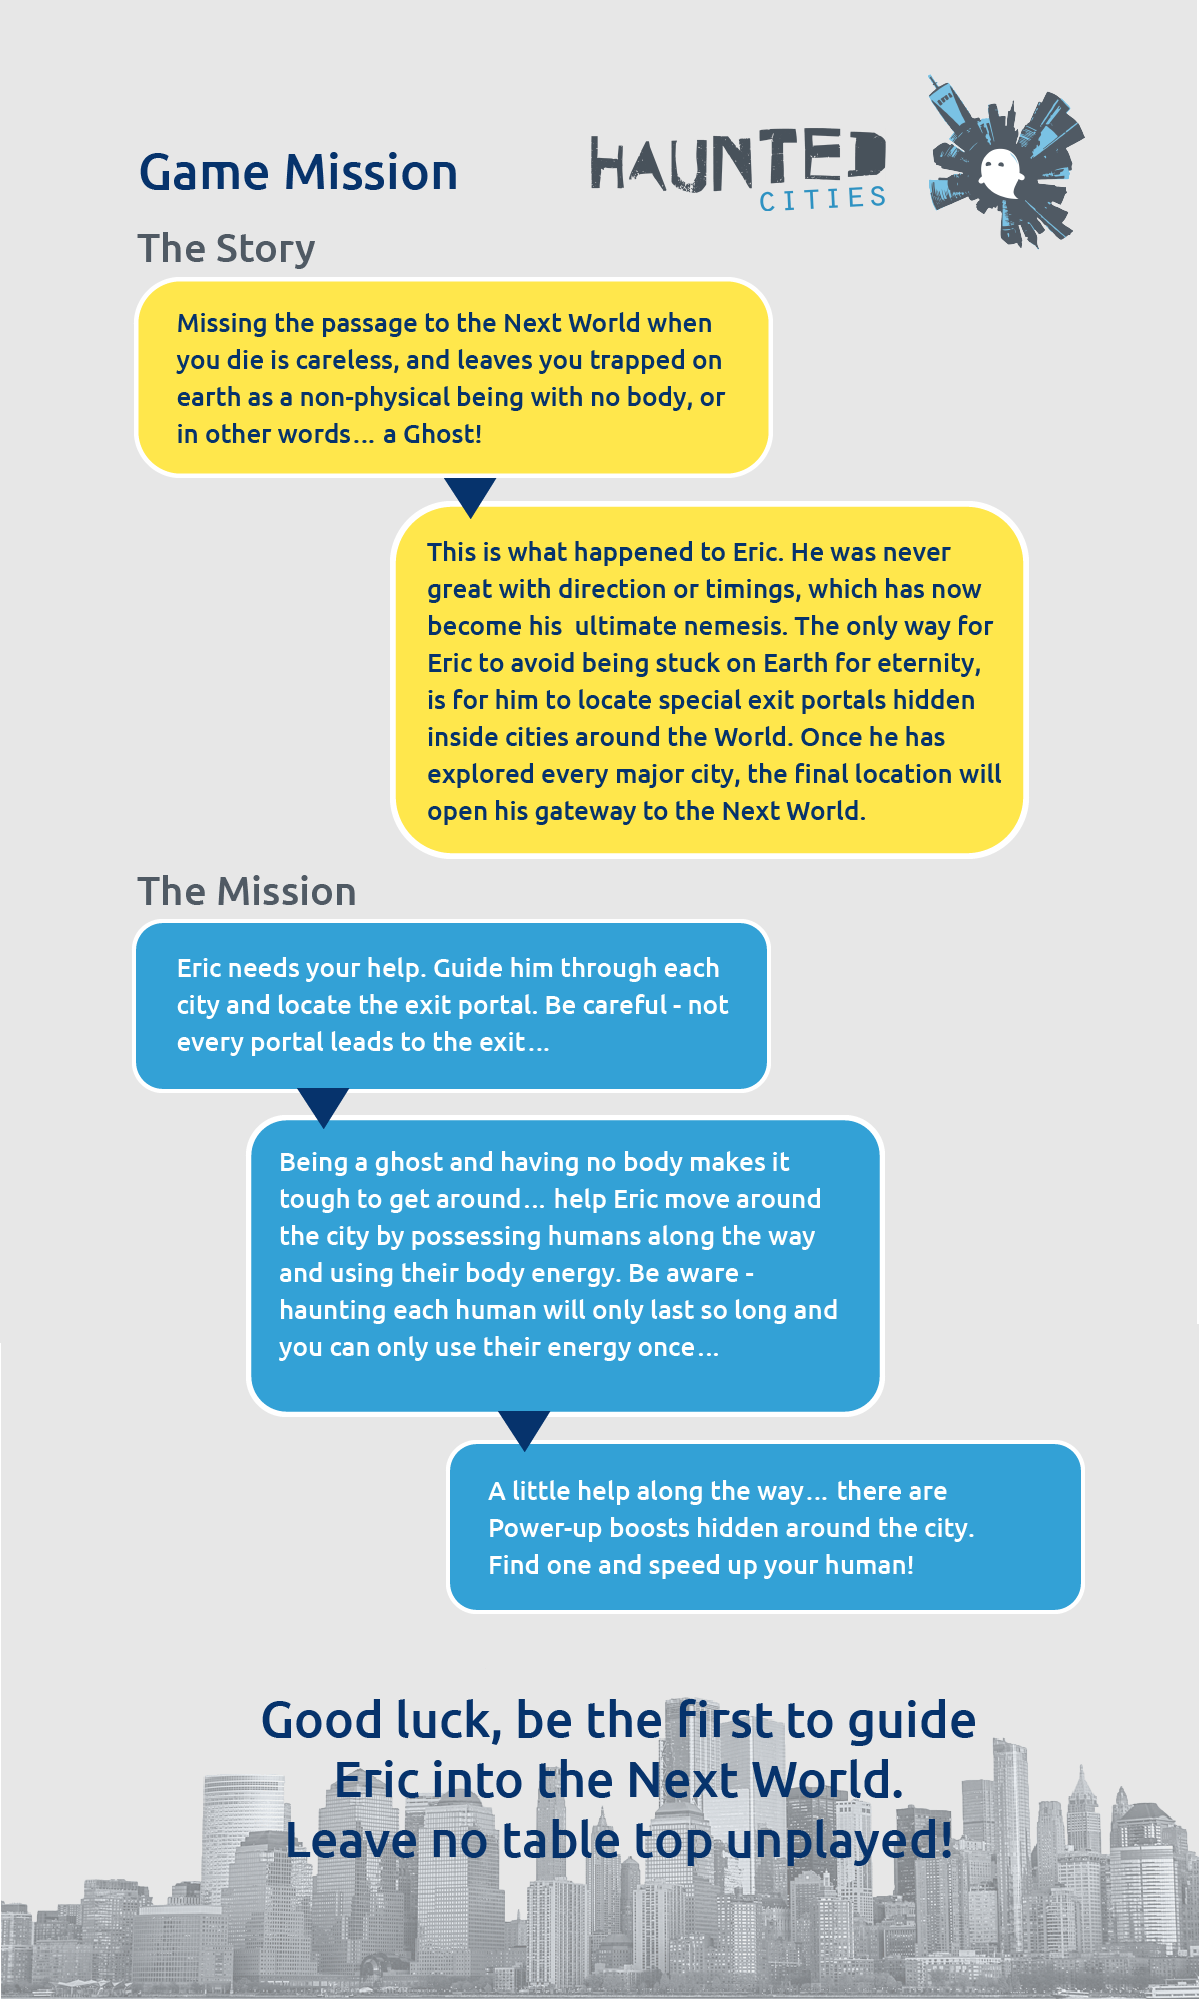 Game Mission
HAUNTED
CITIES
The Story
Missing the passage to the Next World when
you die is careless, and leaves you trapped on
earth as a non-physical being with no body, or
in other words... a Ghost!
This is what happened to Eric. He was never
great with direction or timings, which has now
become his  ultimate nemesis. The only way for
Eric to avoid being stuck on Earth for eternity,
is for him to locate special exit portals hidden
inside cities around the World. Once he has
explored every major city, the final location will
open his gateway to the Next World.
The Mission
Eric needs your help. Guide him through each
city and locate the exit portal. Be careful - not
every portal leads to the exit...
Being a ghost and having no body makes it
tough to get around... help Eric move around
the city by possessing humans along the way
and using their body energy. Be aware -
haunting each human will only last so long and
you can only use their energy once...
A little help along the way... there are
Power-up boosts hidden around the city.
Find one and speed up your human!
Good luck, be the first to guide
Eric into the Next World.
Leave no table top unplayed!